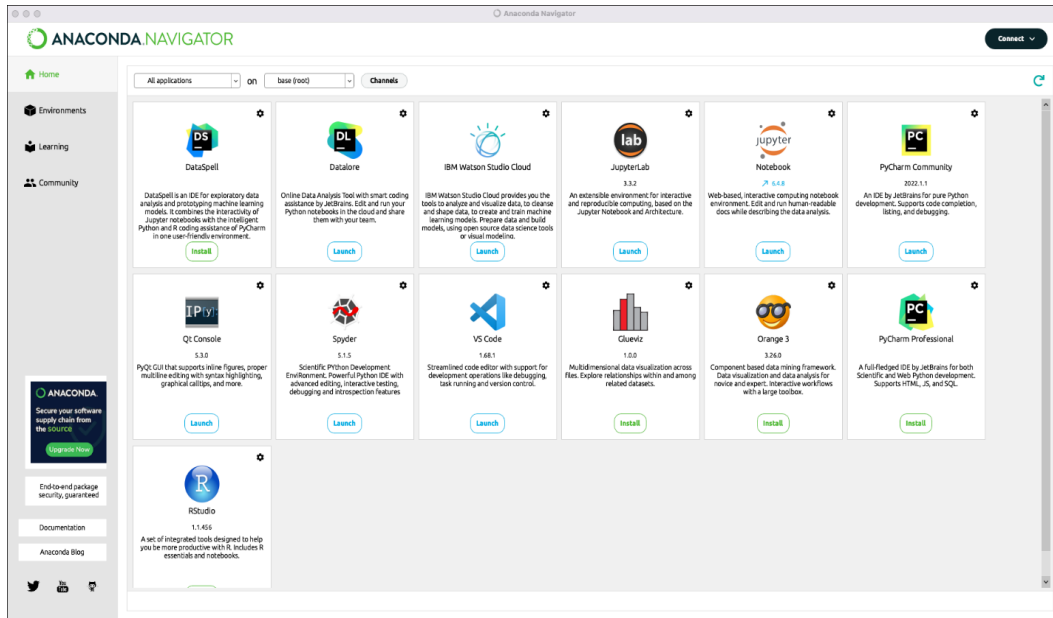 Anaconda Navigator
ANACONDA.NAVIGATOR
Connect
Home
All applications
on
base (root)
Channels
Environments
Learning
Community
DS
DataSpell
DataSpell is an IDE for exploratory data
analysis and prototyping machine learning
models. It combines the interactivity of
Jupyter notebooks with the intelligent
Python and R coding assistance of PyCharm
in one user-friendly environment.
Install
DL
Datalore
Online Data Analysis Tool with smart coding
assistance by JetBrains. Edit and run your
Python notebooks in the cloud and share
them with your team.
Launch
IBM Watson Studio Cloud
IBM Watson Studio Cloud provides you the
tools to analyze and visualize data, to cleanse
and shape data, to create and train machine
learning models. Prepare data and build
models, using open source data science tools
or visual modeling.
Launch
lab
JupyterLab
3.3.2
An extensible environment for interactive
and reproducible computing, based on the
Jupyter Notebook and Architecture.
Launch
jupyter
Notebook
6.4.8
Web-based, interactive computing notebook
environment. Edit and run human-readable
docs while describing the data analysis.
Launch
PC
PyCharm Community
2022.1.1
An IDE by JetBrains for pure Python
development. Supports code completion,
listing, and debugging.
Launch
IP[y]:
Qt Console
5.3.0
PyQt GUI that supports inline figures, proper
multiline editing with syntax highlighting,
graphical calltips, and more.
Launch
Spyder
5.1.5
Scientific PYthon Development
EnviRonment. Powerful Python IDE with
advanced editing, interactive testing,
debugging and introspection features
Launch
VS Code
1.68.1
Streamlined code editor with support for
development operations like debugging,
task running and version control.
Launch
Glueviz
1.0.0
Multidimensional data visualization across
files. Explore relationships within and among
related datasets.
Install
Orange 3
3.26.0
Component based data mining framework.
Data visualization and data analysis for
novice and expert. Interactive workflows
with a large toolbox.
Install
PC
PyCharm Professional
A full-fledged IDE by JetBrains for both
Scientific and Web Python development.
Supports HTML, JS, and SQL.
Install
R
RStudio
1.1.456
A set of integrated tools designed to help
you be more productive with R. Includes R
essentials and notebooks.
ANACONDA.
Secure your software
supply chain from
the source
Upgrade Now
End-to-end package
security, guaranteed
Documentation
Anaconda Blog
You
Tube